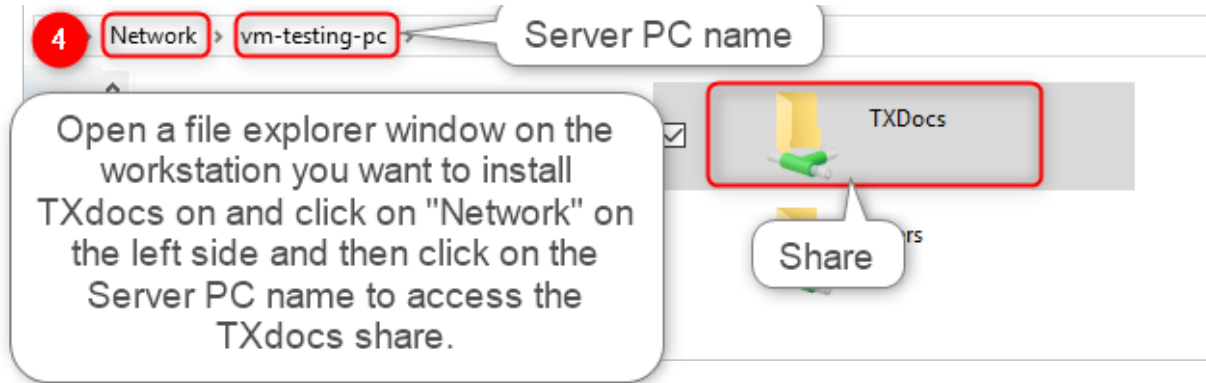 4 Network > vm-testing-pc >
Server PC name
Open a file explorer window on the
workstation you want to install
TXdocs on and click on "Network" on
the left side and then click on the
Server PC name to access the
TXdocs share.
TXDocs
Share